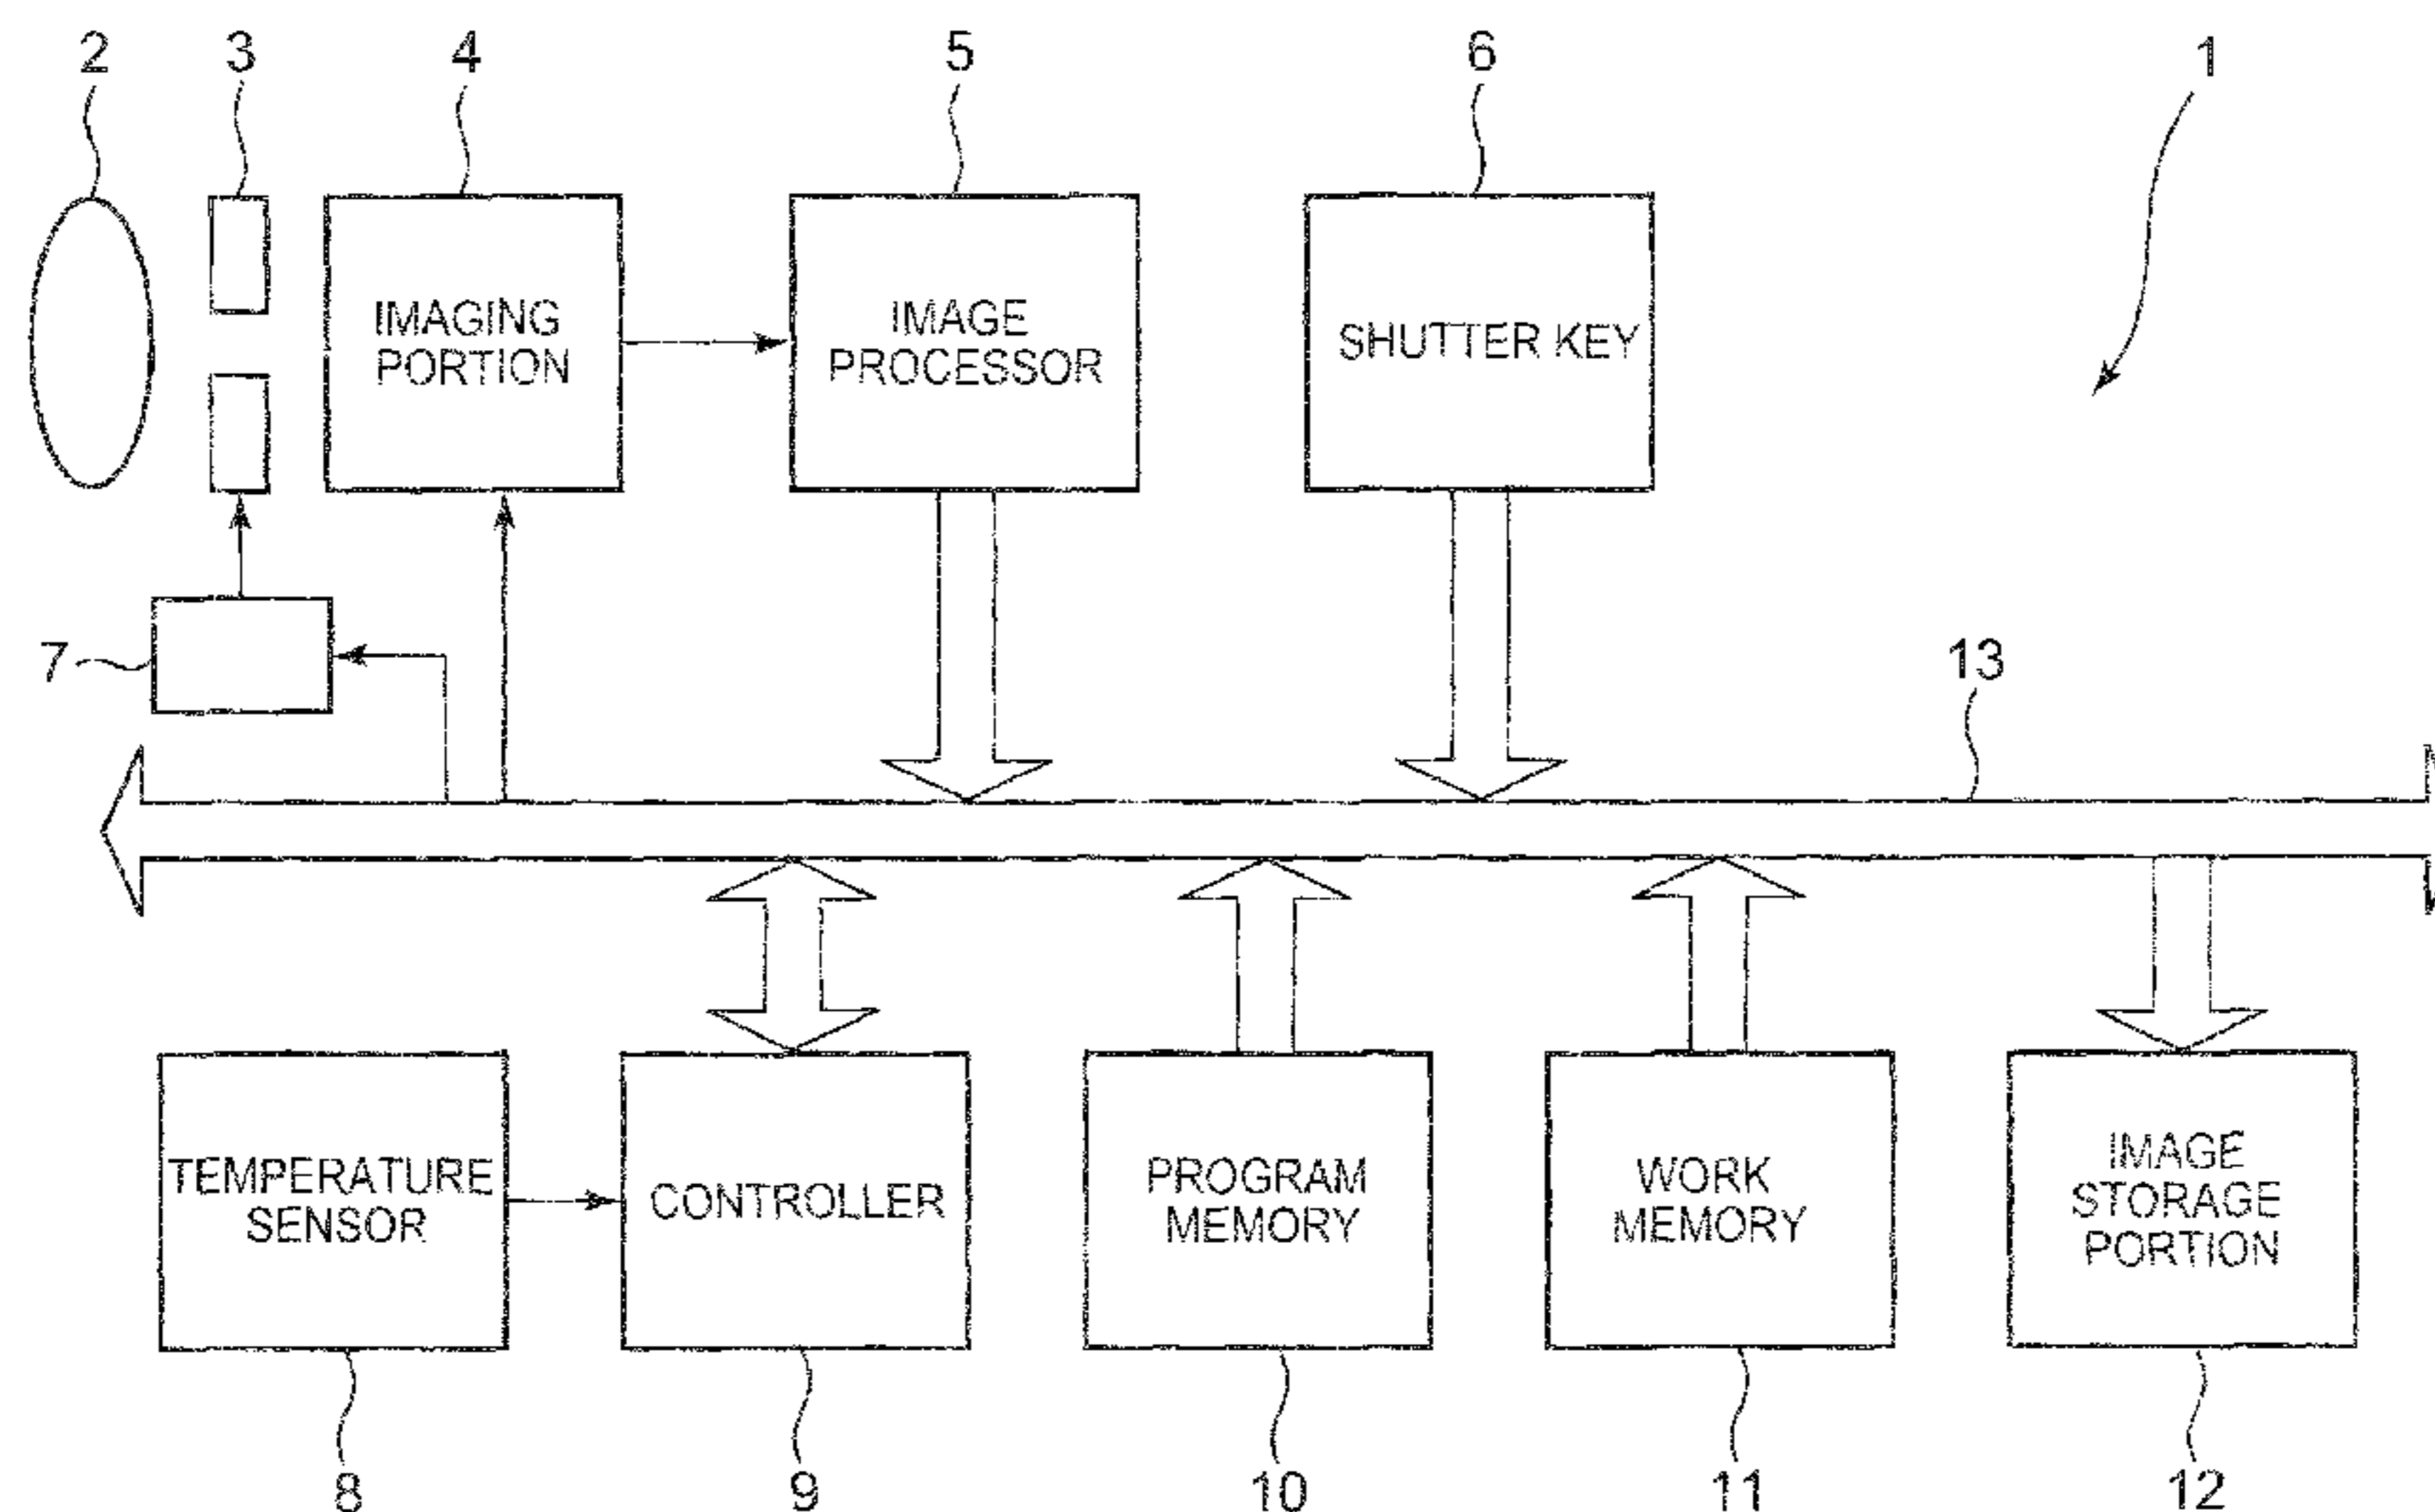 2 3 4 5 6 1
IMAGING
PORTION
IMAGE
PROCESSOR
SHUTTER KEY
7
13
TEMPERATURE
SENSOR
CONTROLLER
PROGRAM
MEMORY
WORK
MEMORY
IMAGE
STORAGE
PORTION
8 9 10 11 12